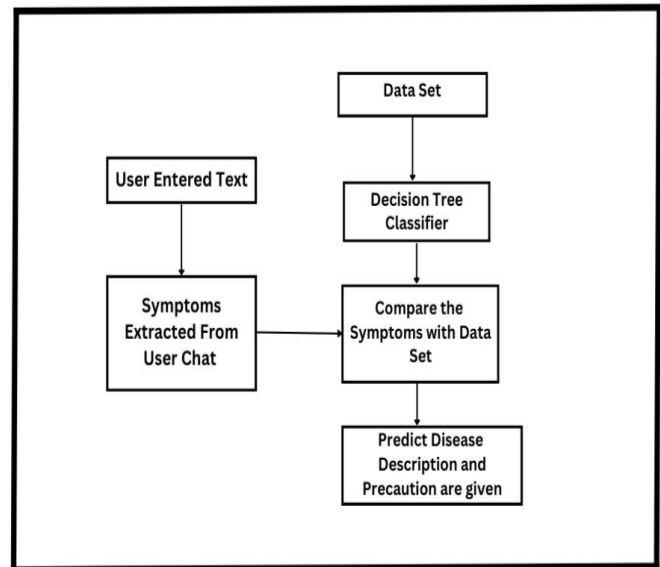 Data Set
User Entered Text
Decision Tree
Classifier
Symptoms
Extracted From
User Chat
Compare the
Symptoms with Data
Set
Predict Disease
Description and
Precaution are given